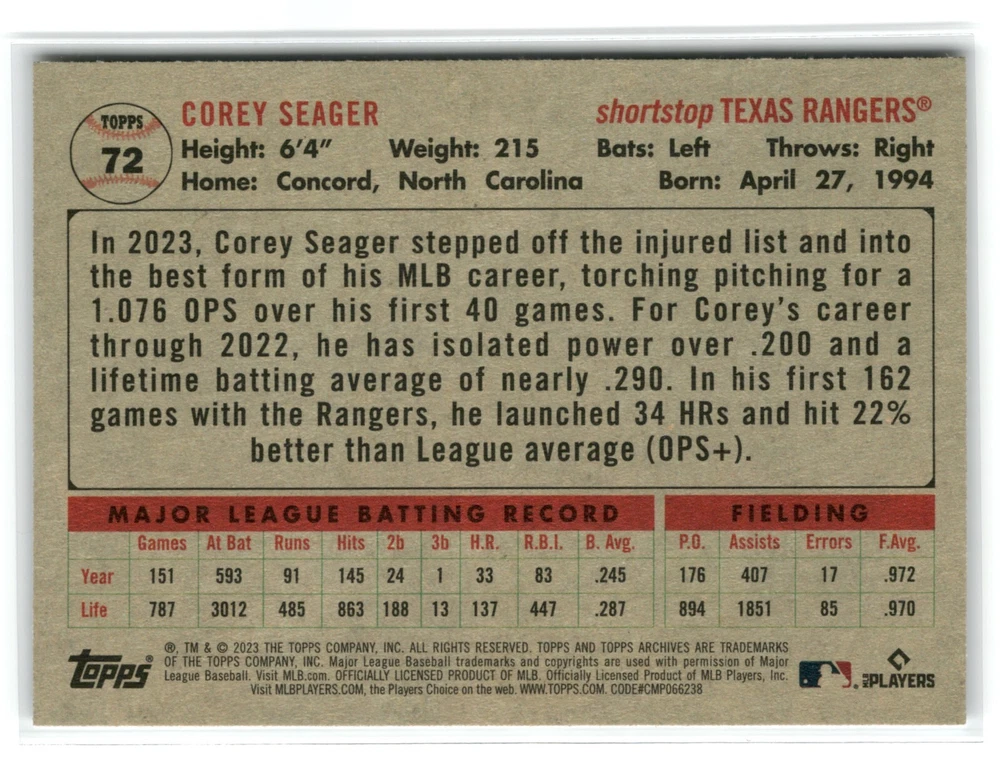 TOPPS
72
COREY SEAGER shortstop TEXAS RANGERS®
Height: 6'4" Weight: 215 Bats: Left Throws: Right
Home: Concord, North Carolina Born: April 27, 1994
In 2023, Corey Seager stepped off the injured list and into
the best form of his MLB career, torching pitching for a
1.076 OPS over his first 40 games. For Corey's career
through 2022, he has isolated power over .200 and a
lifetime batting average of nearly .290. In his first 162
games with the Rangers, he launched 34 HRs and hit 22%
better than League average (OPS+).
MAJOR LEAGUE BATTING RECORD FIELDING
Games At Bat Runs Hits 2b 3b H.R. R.B.I. B. Avg. P.O. Assists Errors F.Avg.
Year 151 593 91 145 24 1 33 83 .245 176 407 17 .972
Life 787 3012 485 863 188 13 137 447 .287 894 1851 85 .970
topps®
®, TM & © 2023 THE TOPPS COMPANY, INC. ALL RIGHTS RESERVED. TOPPS AND TOPPS ARCHIVES ARE TRADEMARKS
OF THE TOPPS COMPANY, INC. Major League Baseball trademarks and copyrights are used with permission of Major
League Baseball. Visit MLB.com. OFFICIALLY LICENSED PRODUCT OF MLB. Officially Licensed Product of MLB Players, Inc.
Visit MLBPLAYERS.COM, the Players Choice on the web. WWW.TOPPS.COM. CODE#CMP066238
MLB PLAYERS